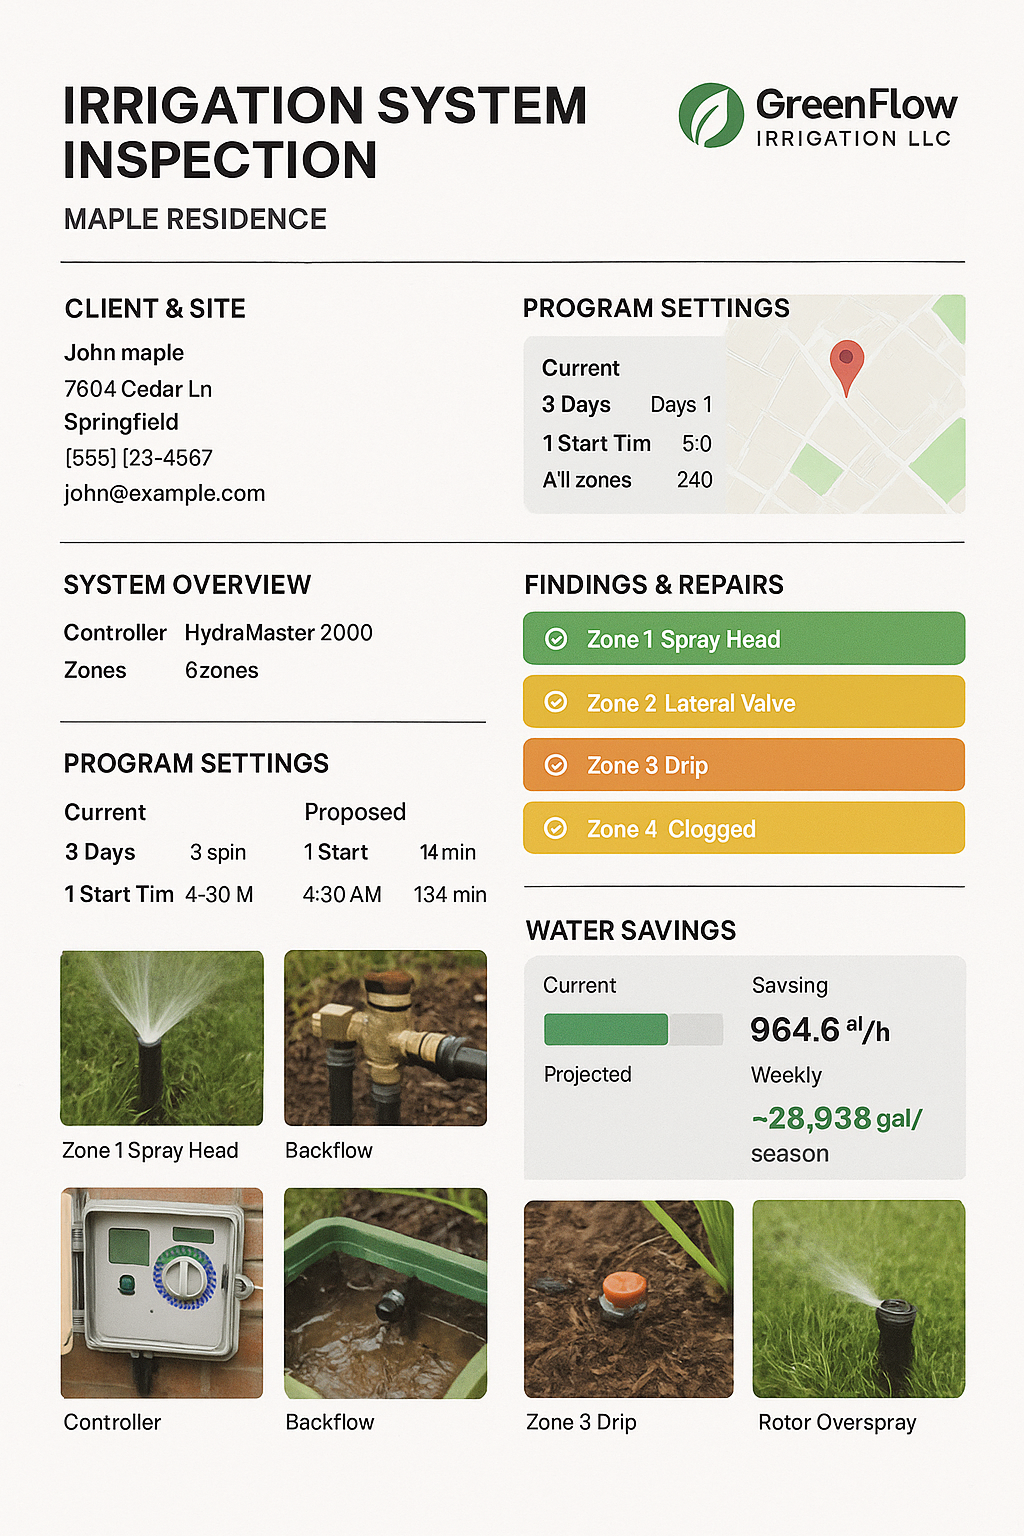 IRRIGATION SYSTEM
INSPECTION
MAPLE RESIDENCE
GreenFlow
IRRIGATION LLC
CLIENT & SITE
John maple
7604 Cedar Ln
Springfield
[555] [23-4567
john@example.com
PROGRAM SETTINGS
Current
3 Days Days 1
1 Start Tim 5:0
A'll zones 240
SYSTEM OVERVIEW
Controller HydraMaster 2000
Zones 6zones
PROGRAM SETTINGS
Current Proposed
3 Days 3 spin 1 Start 14 min
1 Start Tim 4-30 M 4:30 AM 134 min
FINDINGS & REPAIRS
Zone 1 Spray Head
Zone 2 Lateral Valve
Zone 3 Drip
Zone 4 Clogged
WATER SAVINGS
Current Savsing
964.6 al/h
Projected Weekly
~28,938 gal/
season
Zone 1 Spray Head
Backflow
Controller
Backflow
Zone 3 Drip
Rotor Overspray